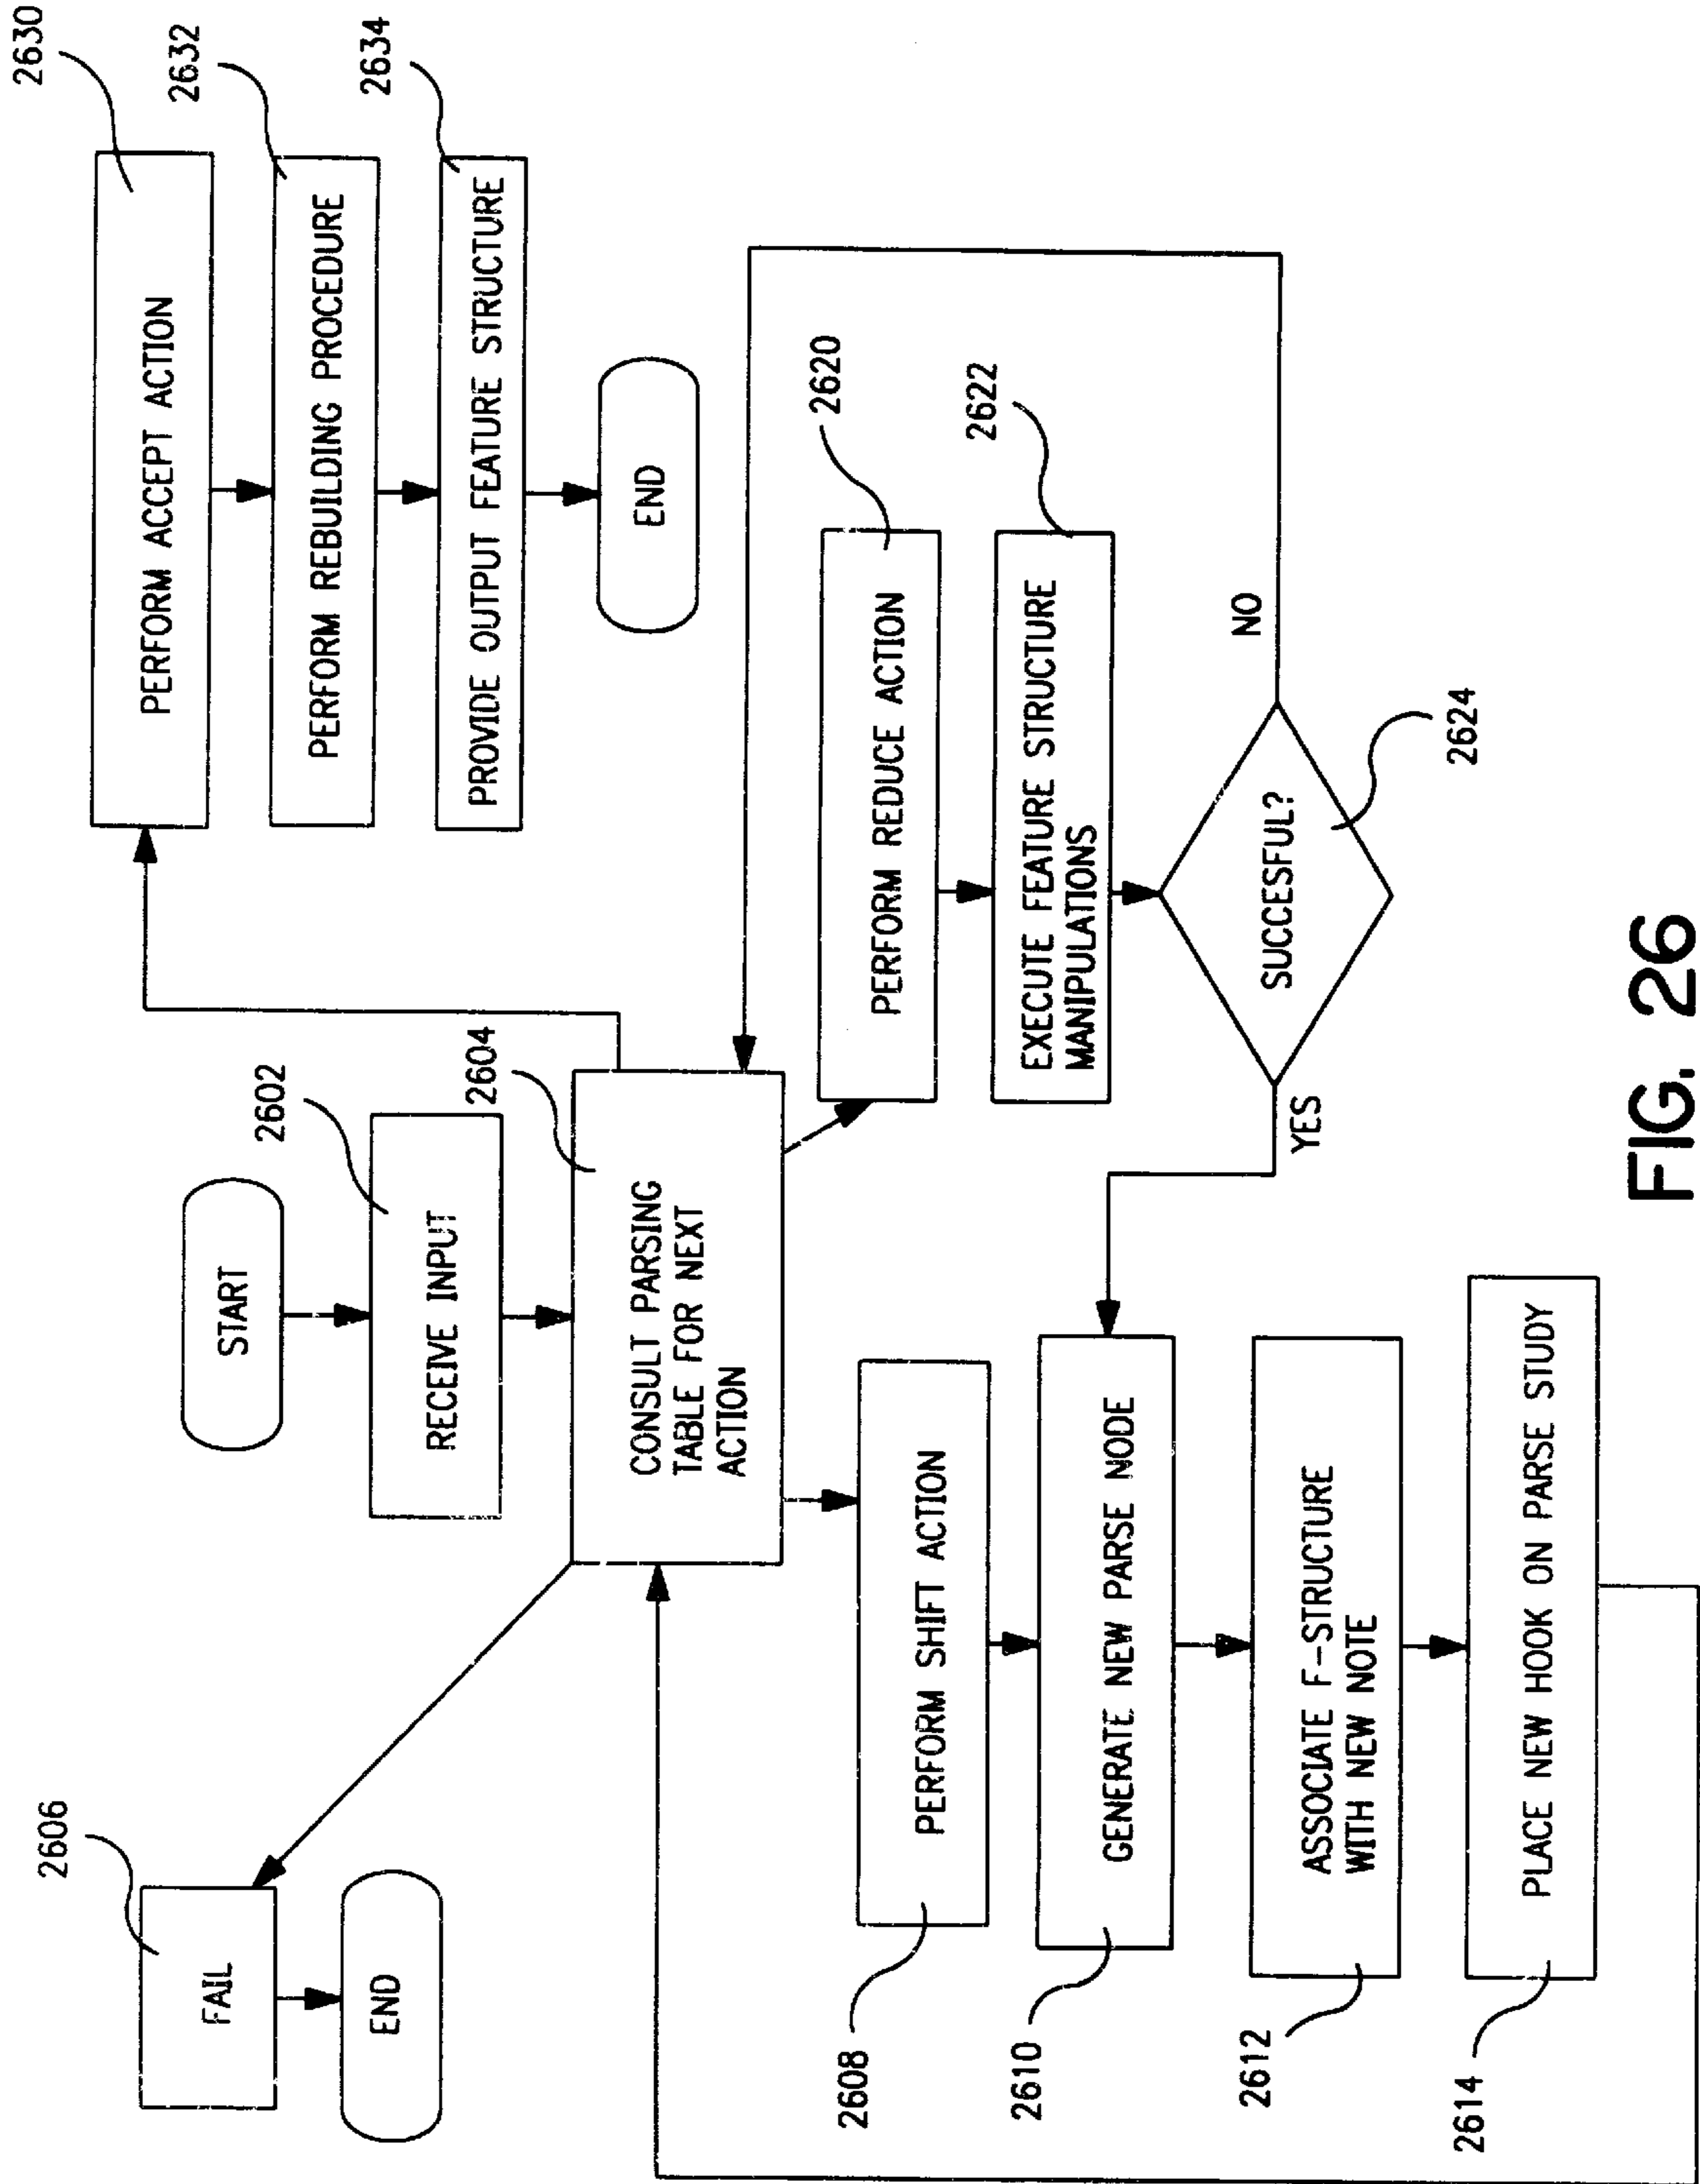 START
RECEIVE INPUT
2602
CONSULT PARSING
TABLE FOR NEXT
ACTION
2604
FAIL
2606
END
PERFORM SHIFT ACTION
2608
GENERATE NEW PARSE NODE
2610
ASSOCIATE F-STRUCTURE
WITH NEW NOTE
2612
PLACE NEW HOOK ON PARSE STUDY
2614
PERFORM REDUCE ACTION
2620
EXECUTE FEATURE STRUCTURE
MANIPULATIONS
2622
SUCCESSFUL?
2624
YES
NO
PERFORM ACCEPT ACTION
2630
PERFORM REBUILDING PROCEDURE
2632
PROVIDE OUTPUT FEATURE STRUCTURE
2634
END
FIG. 26